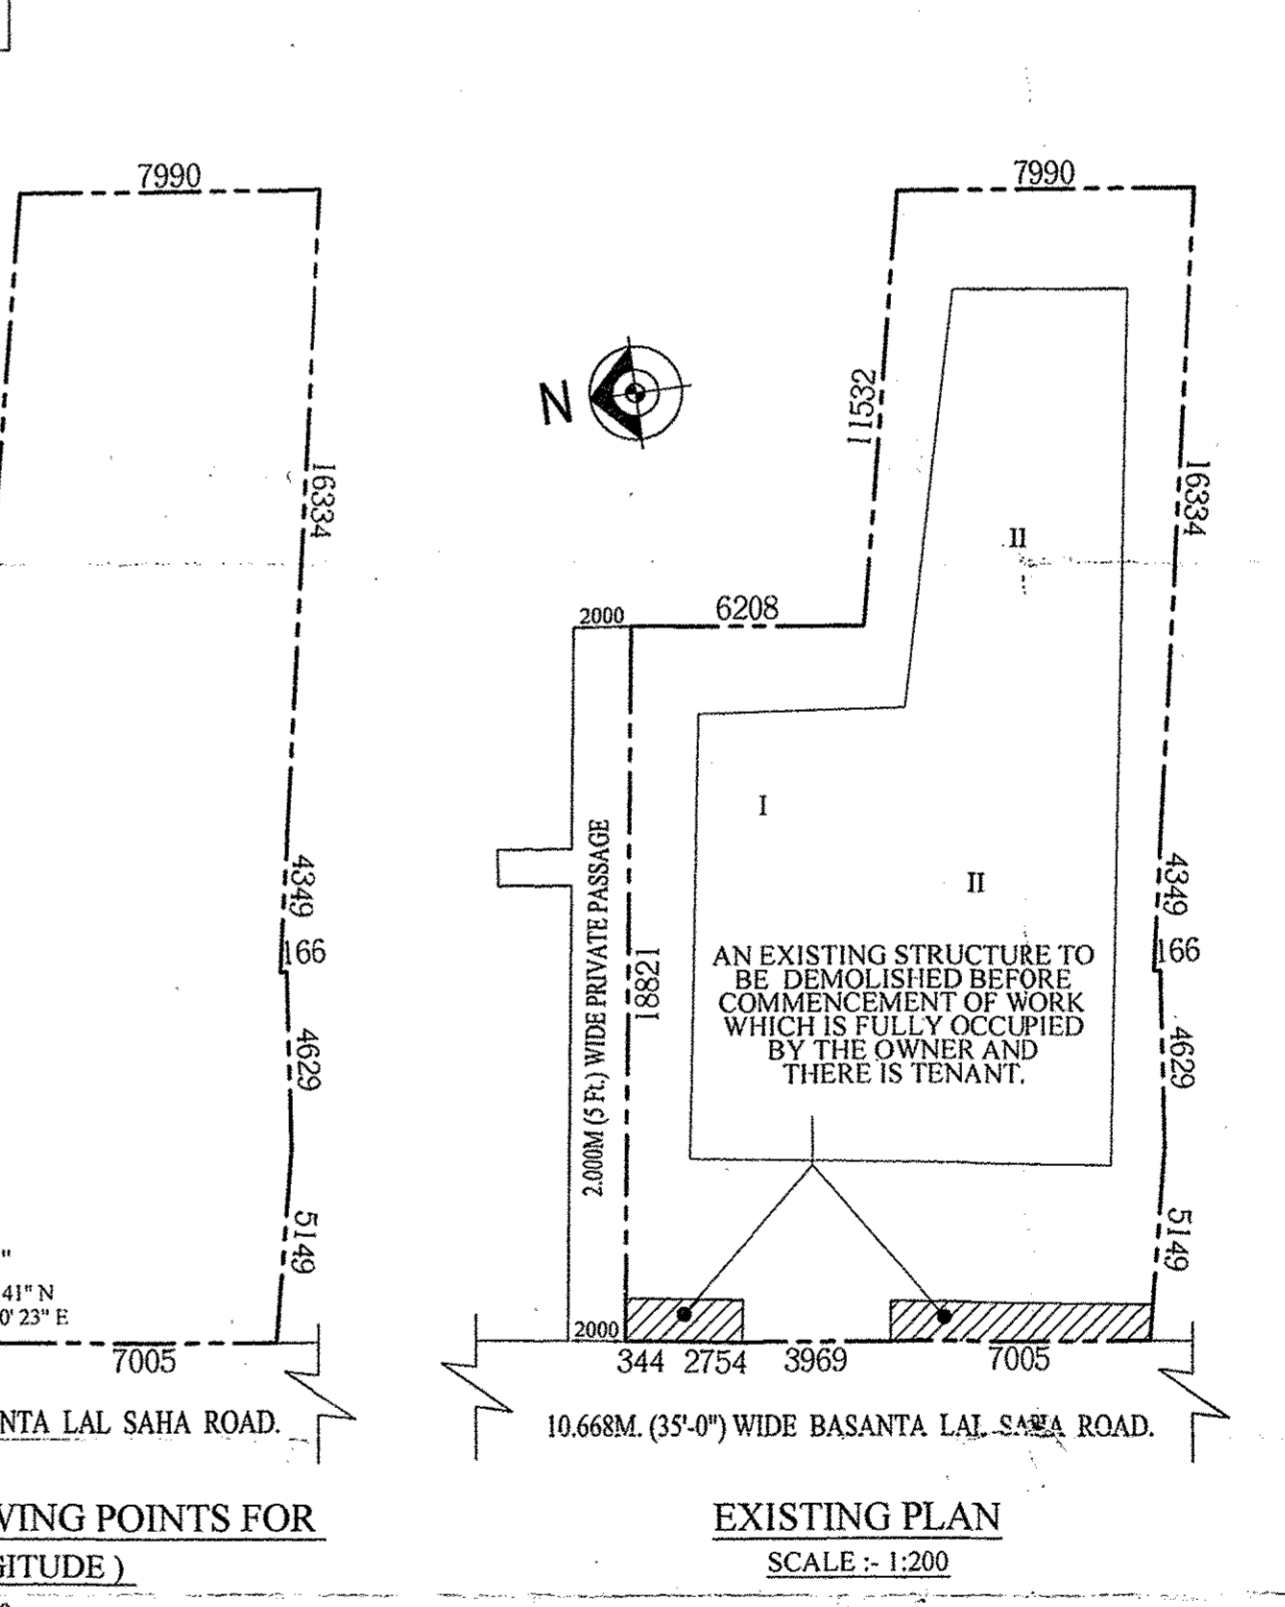 7990
16334
4349
166
4629
5149
"
41" N
0' 23" E
7005
NTA LAL SAHA ROAD.
VING POINTS FOR
GITUDE )
7990
N
11532
16334
II
2000
6208
I
II
4349
166
4629
5149
2.000M (5 Ft.) WIDE PRIVATE PASSAGE
18821
AN EXISTING STRUCTURE TO
BE DEMOLISHED BEFORE
COMMENCEMENT OF WORK
WHICH IS FULLY OCCUPIED
BY THE OWNER AND
THERE IS TENANT.
2000
344 2754 3969 7005
10.668M. (35'-0") WIDE BASANTA LAL SAHA ROAD.
EXISTING PLAN
SCALE :- 1:200